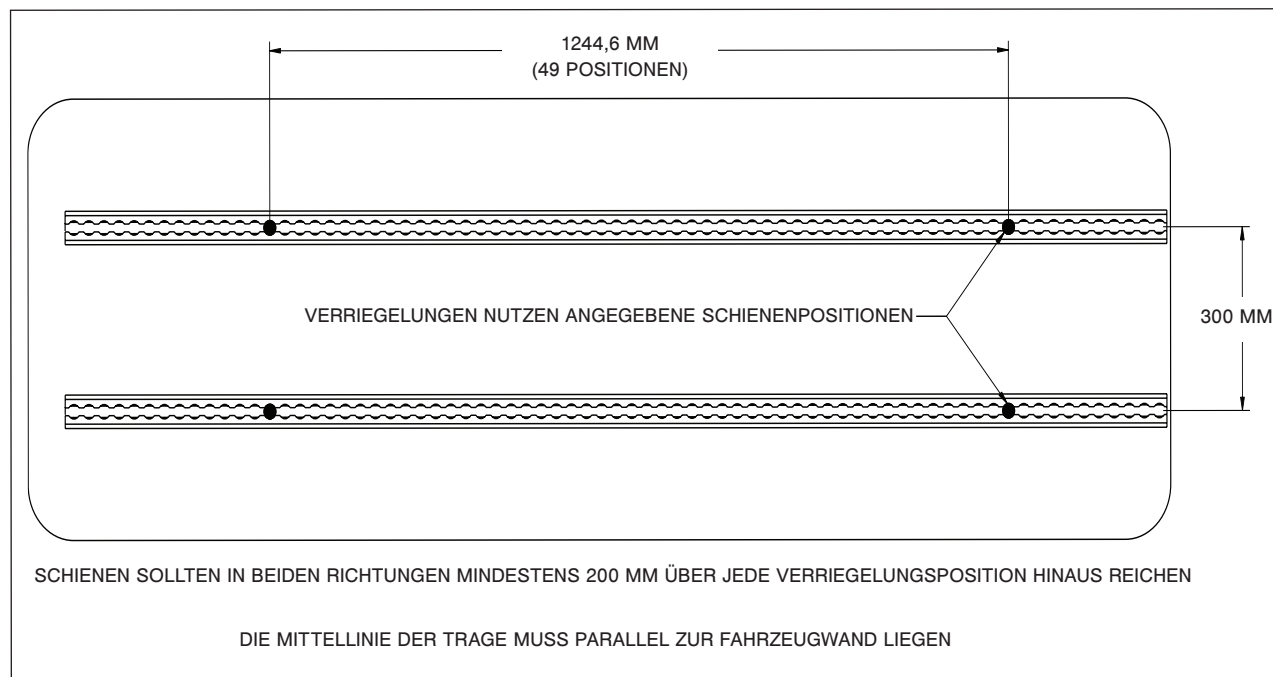 1244,6 MM
(49 POSITIONEN)
VERRIEGELUNGEN NUTZEN ANGEGEBENE SCHIENENPOSITIONEN
300 MM
SCHIENEN SOLLTEN IN BEIDEN RICHTUNGEN MINDESTENS 200 MM ÜBER JEDE VERRIEGELUNGSPOSITION HINAUS REICHEN
DIE MITTELLINIE DER TRAGE MUSS PARALLEL ZUR FAHRZEUGWAND LIEGEN